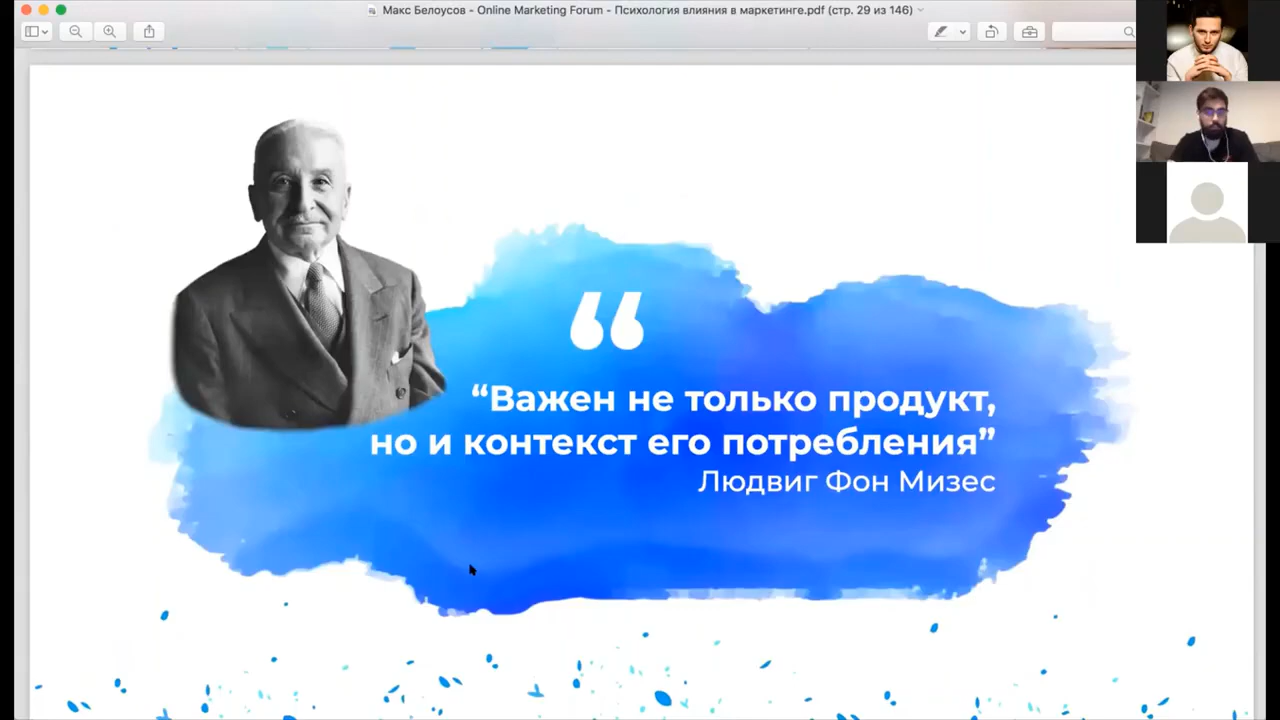 Макс Белоусов - Online Marketing Forum - Психология влияния в маркетинге.pdf (стр. 29 из 146)
“
“Важен не только продукт,
но и контекст его потребления”
Людвиг Фон Мизес